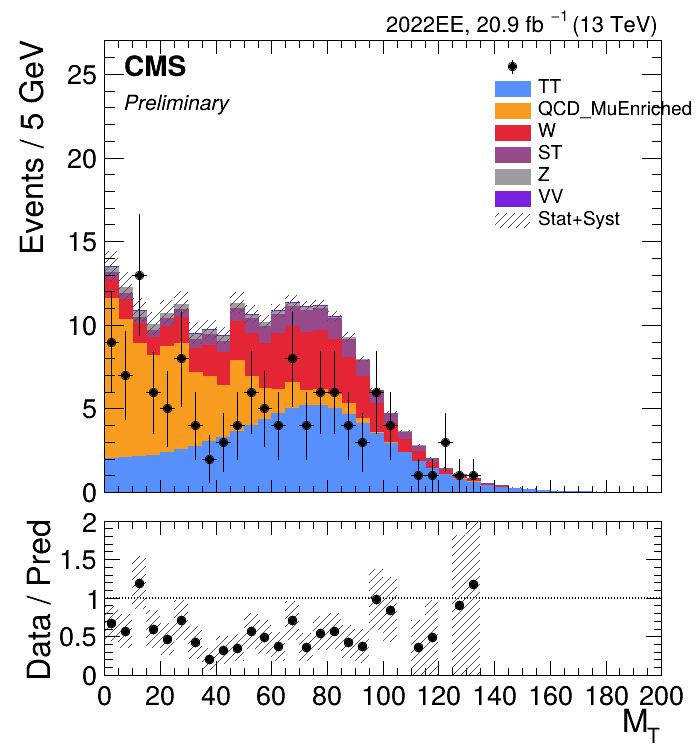 2022EE, 20.9 fb⁻¹ (13 TeV)
CMS
Preliminary
TT
QCD_MuEnriched
W
ST
Z
VV
Stat+Syst
Events / 5 GeV
25
20
15
10
5
0
Data / Pred
2
1.5
1
0.5
0
0 20 40 60 80 100 120 140 160 180 200
M_T